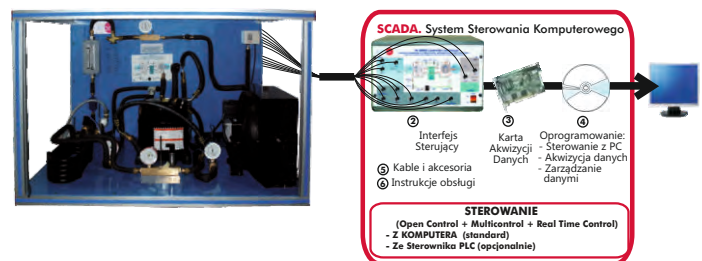 SCADA. System Sterowania Komputerowego
②
Interfejs
Sterujący
③
Karta
Akwizycji
Danych
④
Oprogramowanie:
- Sterowanie z PC
- Akwizycja danych
- Zarządzanie
danymi
⑤ Kable i akcesoria
⑥ Instrukcje obsługi
STEROWANIE
(Open Control + Multicontrol + Real Time Control)
- Z KOMPUTERA (standard)
- Ze Sterownika PLC (opcjonalnie)